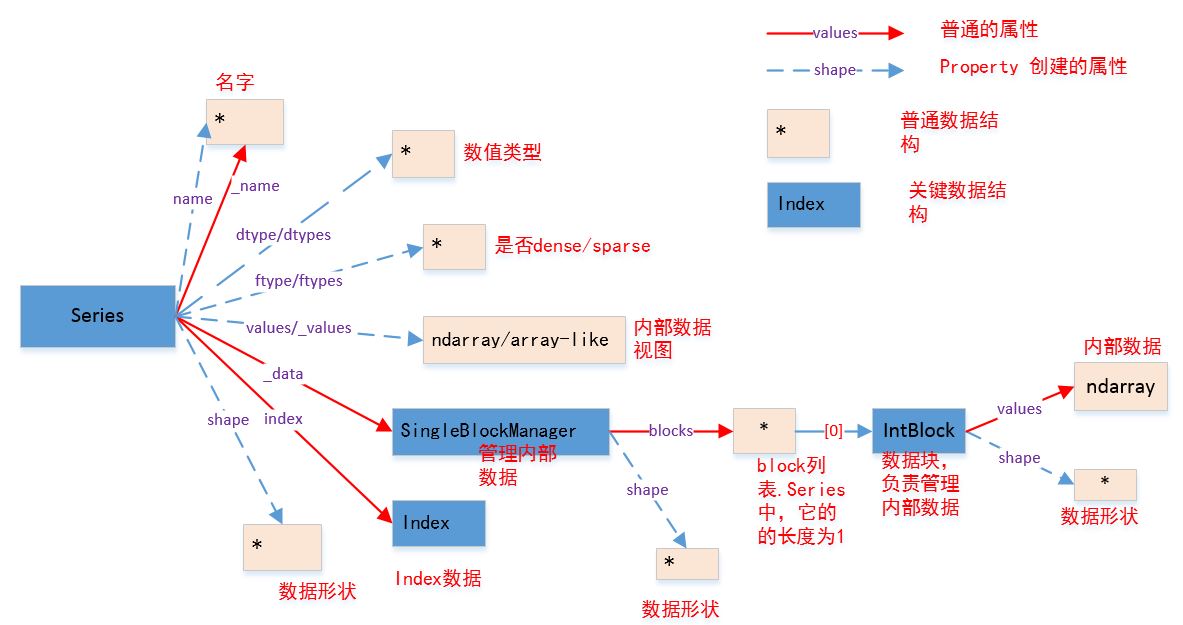 values
普通的属性
shape
Property 创建的属性
名字
*
*
普通数据结
构
*
数值类型
name
_name
Index
关键数据结
构
dtype/dtypes
*
是否dense/sparse
ftype/ftypes
Series
values/_values
ndarray/array-like
内部数据
视图
内部数据
_data
ndarray
shape
index
values
SingleBlockManager
管理内部
数据
blocks
*
[0]
IntBlock
block列
表.Series
中，它的
的长度为1
数据块，
负责管理
内部数据
shape
shape
*
数据形状
Index
Index数据
*
数据形状
*
数据形状